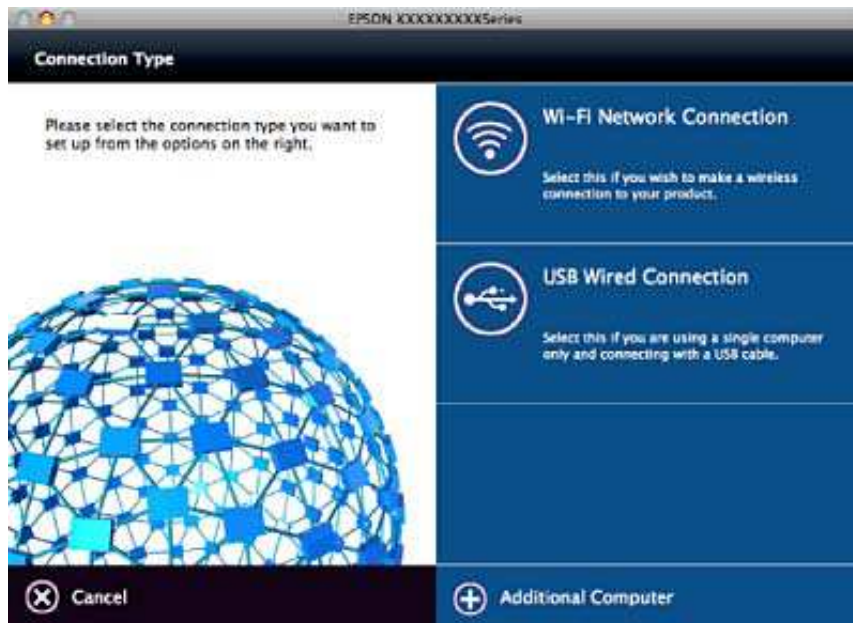 EPSON XXXXXXXXXSeries
Connection Type
Please select the connection type you want to
set up from the options on the right.
Wi-Fi Network Connection
Select this if you wish to make a wireless
connection to your product.
USB Wired Connection
Select this if you are using a single computer
only and connecting with a USB cable.
Cancel
Additional Computer